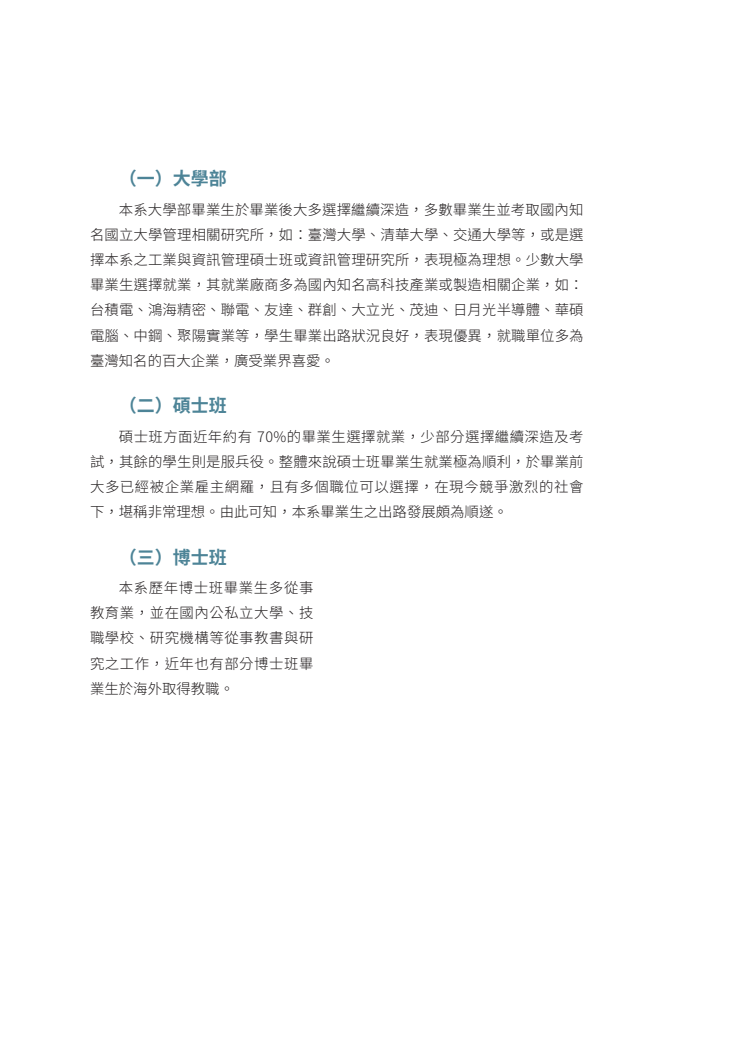 （一）大學部
本系大學部畢業生於畢業後大多選擇繼續深造，多數畢業生並考取國內知
名國立大學管理相關研究所，如：臺灣大學、清華大學、交通大學等，或是選
擇本系之工業與資訊管理碩士班或資訊管理研究所，表現極為理想。少數大學
畢業生選擇就業，其就業廠商多為國內知名高科技產業或製造相關企業，如：
台積電、鴻海精密、聯電、友達、群創、大立光、茂迪、日月光半導體、華碩
電腦、中鋼、聚陽實業等，學生畢業出路狀況良好，表現優異，就職單位多為
臺灣知名的百大企業，廣受業界喜愛。
（二）碩士班
碩士班方面近年約有 70%的畢業生選擇就業，少部分選擇繼續深造及考
試，其餘的學生則是服兵役。整體來說碩士班畢業生就業極為順利，於畢業前
大多已經被企業雇主網羅，且有多個職位可以選擇，在現今競爭激烈的社會
下，堪稱非常理想。由此可知，本系畢業生之出路發展頗為順遂。
（三）博士班
本系歷年博士班畢業生多從事
教育業，並在國內公私立大學、技
職學校、研究機構等從事教書與研
究之工作，近年也有部分博士班畢
業生於海外取得教職。